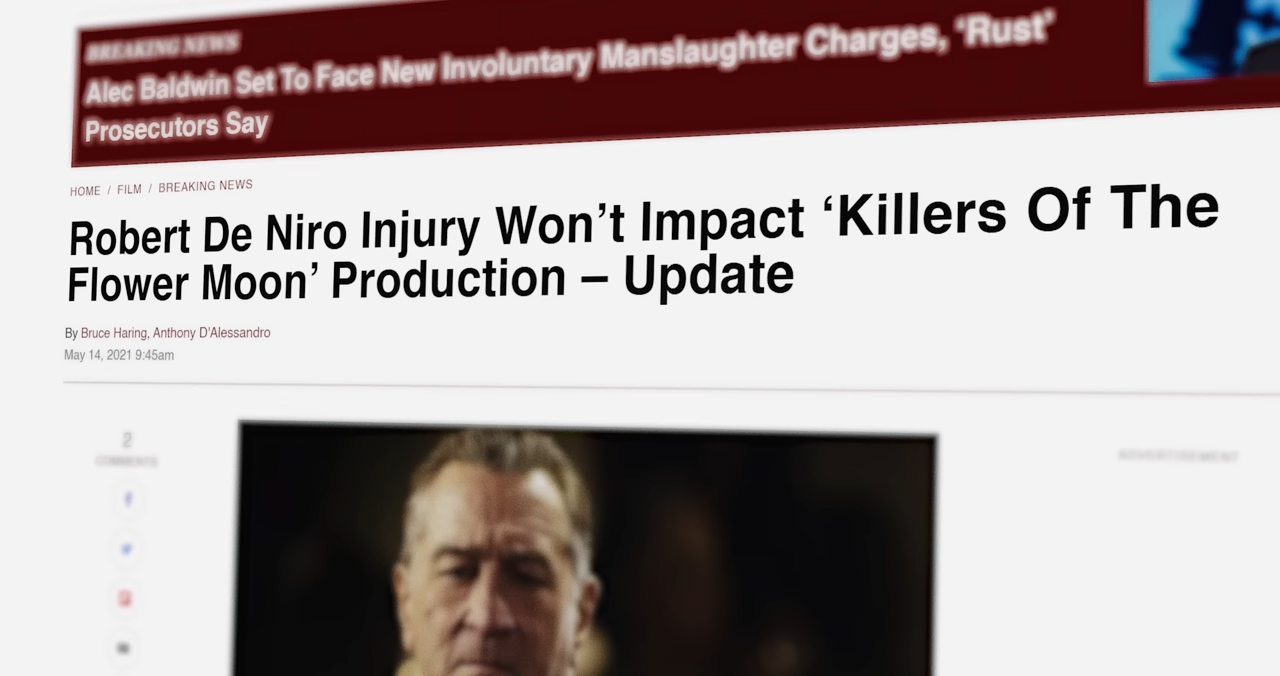 BREAKING NEWS
Alec Baldwin Set To Face New Involuntary Manslaughter Charges, ‘Rust’
Prosecutors Say
HOME / FILM / BREAKING NEWS
Robert De Niro Injury Won’t Impact ‘Killers Of The
Flower Moon’ Production – Update
By Bruce Haring, Anthony D'Alessandro
May 14, 2021 9:45am
2
COMMENTS
ADVERTISEMENT